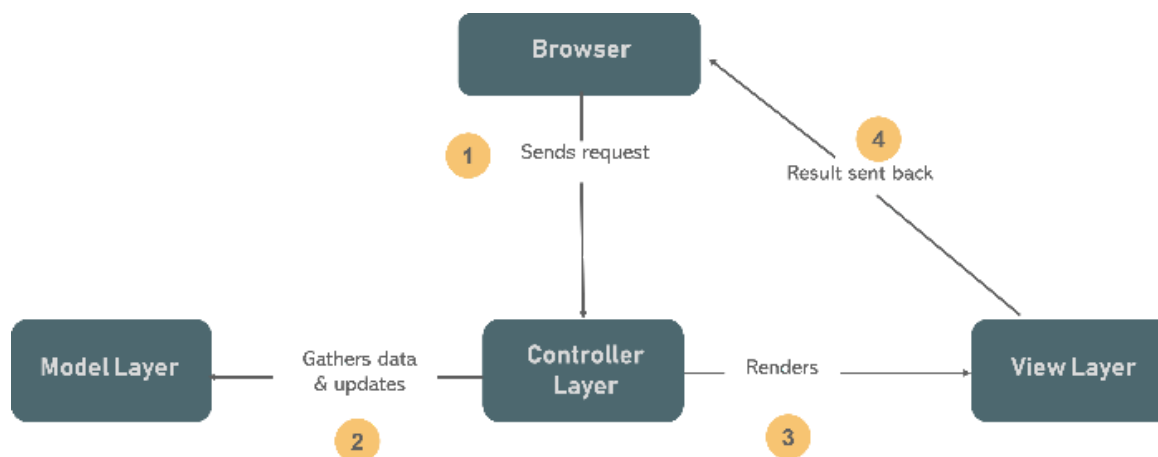 Browser
1
Sends request
4
Result sent back
Model Layer
Gathers data
& updates
2
Controller
Layer
Renders
3
View Layer